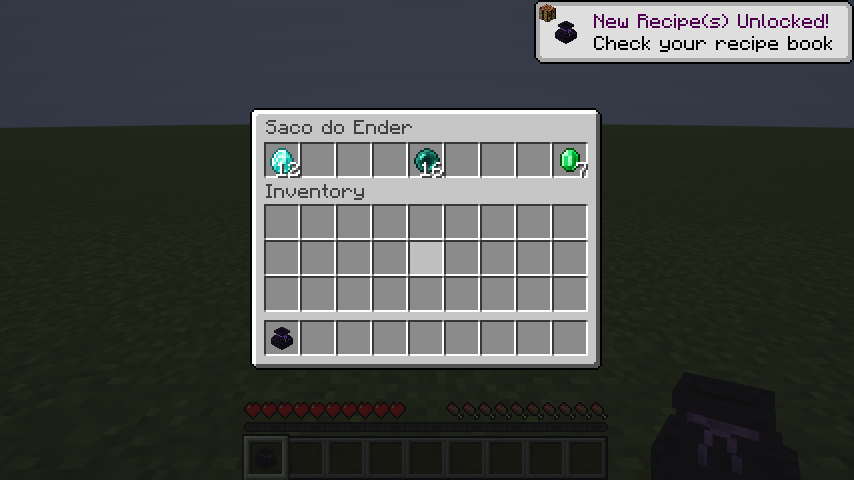 New Recipe(s) Unlocked!
Check your recipe book
Saco do Ender
12 16 7
Inventory